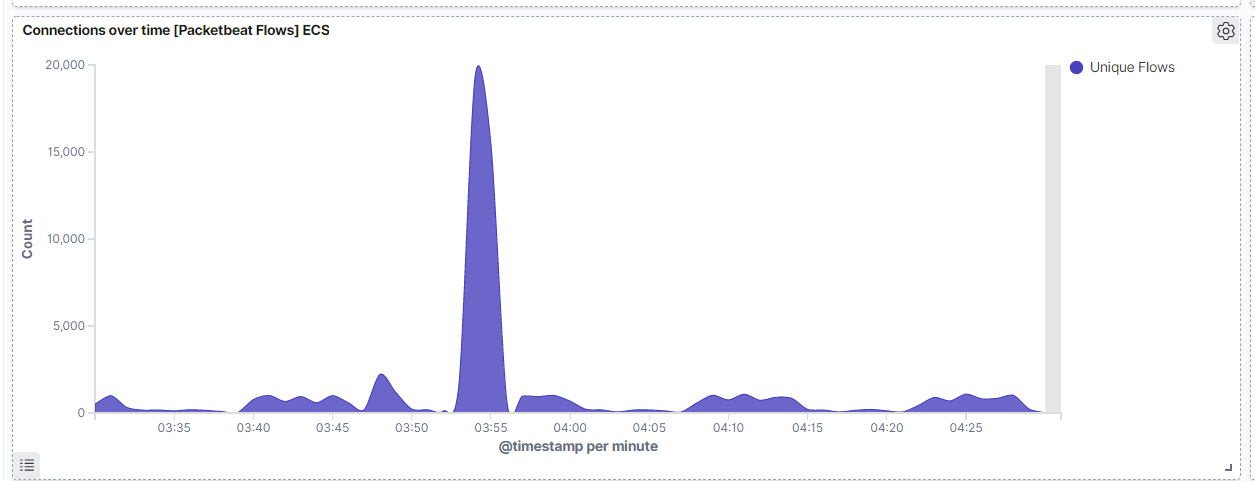 Connections over time [Packetbeat Flows] ECS
20,000
15,000
10,000
5,000
0
Count
03:35 03:40 03:45 03:50 03:55 04:00 04:05 04:10 04:15 04:20 04:25
@timestamp per minute
Unique Flows